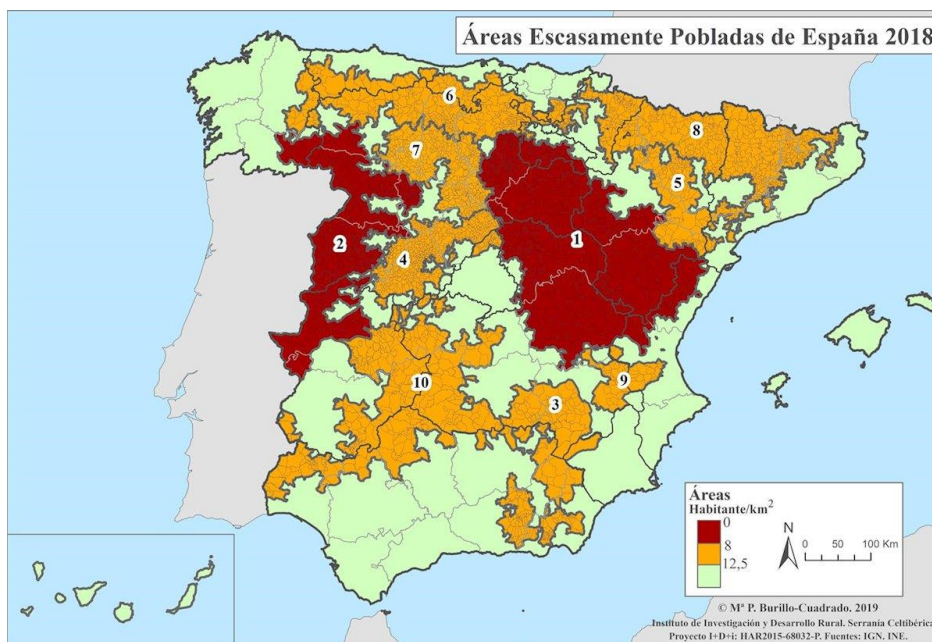 Áreas Escasamente Pobladas de España 2018
6
8
7
5
1
2
4
9
10
3
Áreas
Habitante/km²
0
8
12,5
N
0 50 100 Km
© Mª P. Burillo-Cuadrado. 2019
Instituto de Investigación y Desarrollo Rural. Serranía Celtibérica
Proyecto I+D+i: HAR2015-68032-P. Fuentes: IGN. INE.